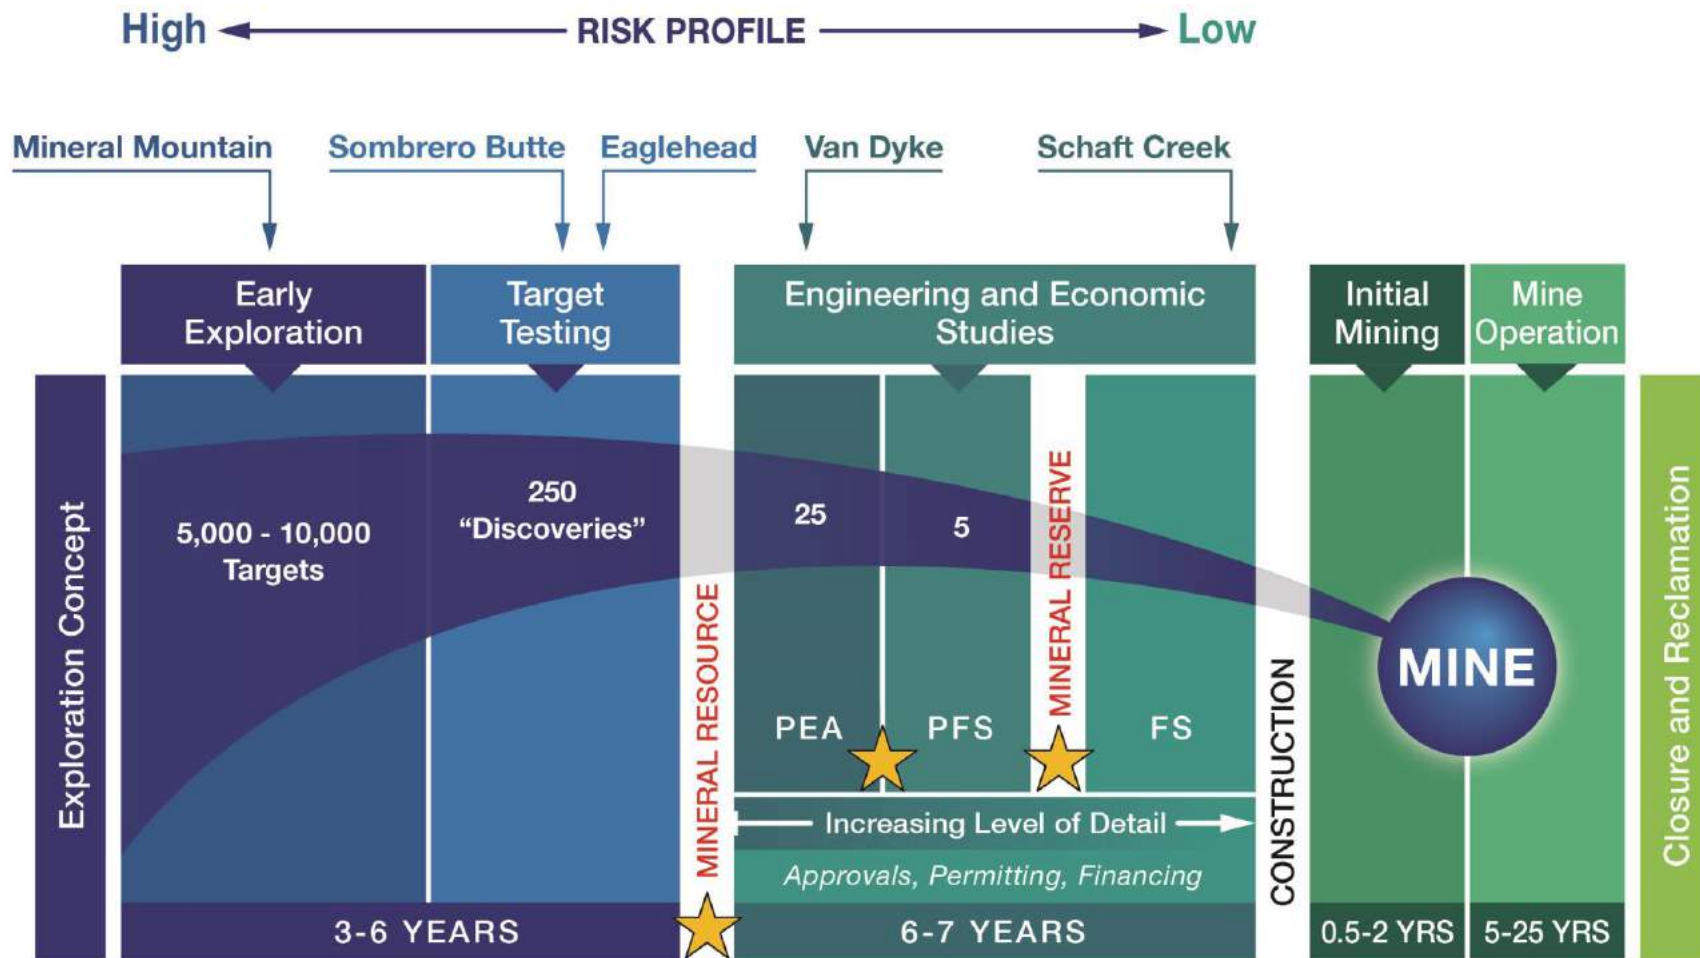 High RISK PROFILE Low
Mineral Mountain
Sombrero Butte
Eaglehead
Van Dyke
Schaft Creek
Early
Exploration
Target
Testing
Engineering and Economic
Studies
Initial
Mining
Mine
Operation
Exploration Concept
5,000 - 10,000
Targets
250
“Discoveries”
MINERAL RESOURCE
25
5
MINERAL RESERVE
PEA
PFS
FS
Increasing Level of Detail
Approvals, Permitting, Financing
CONSTRUCTION
MINE
Closure and Reclamation
3-6 YEARS
6-7 YEARS
0.5-2 YRS
5-25 YRS